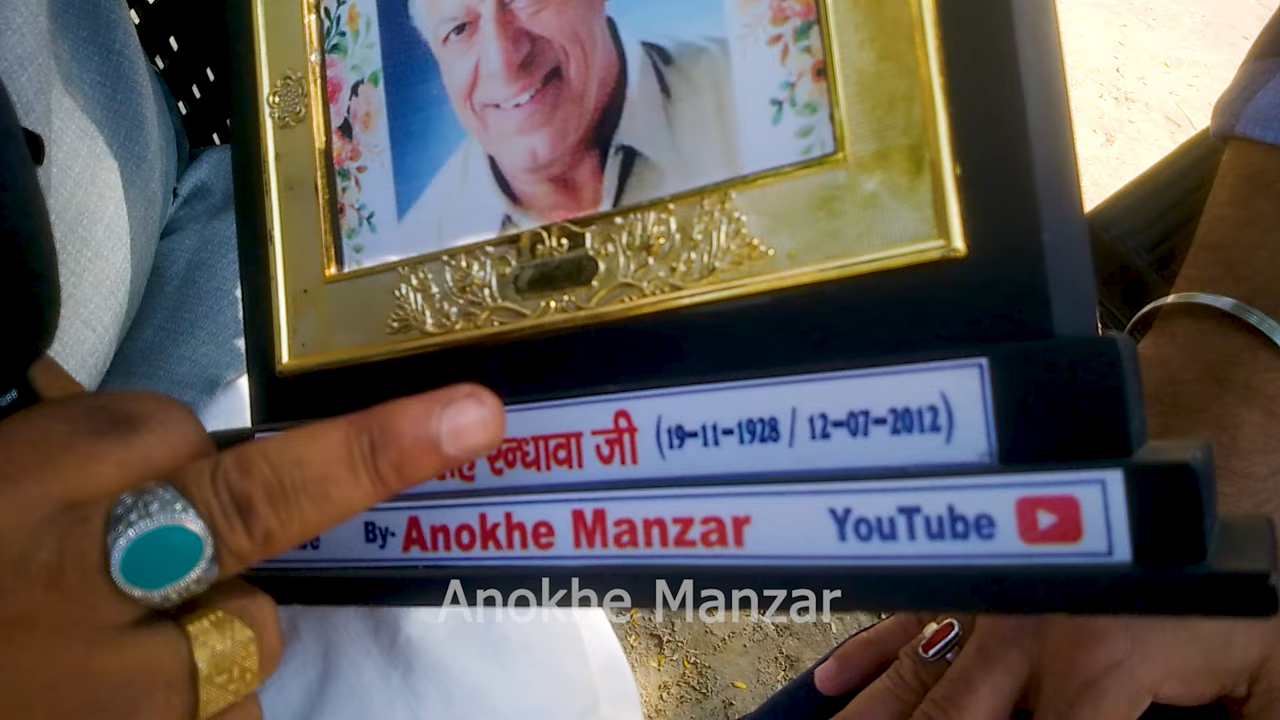 रन्धावा जी (19-11-1928 / 12-07-2012)
By- Anokhe Manzar YouTube
Anokhe Manzar